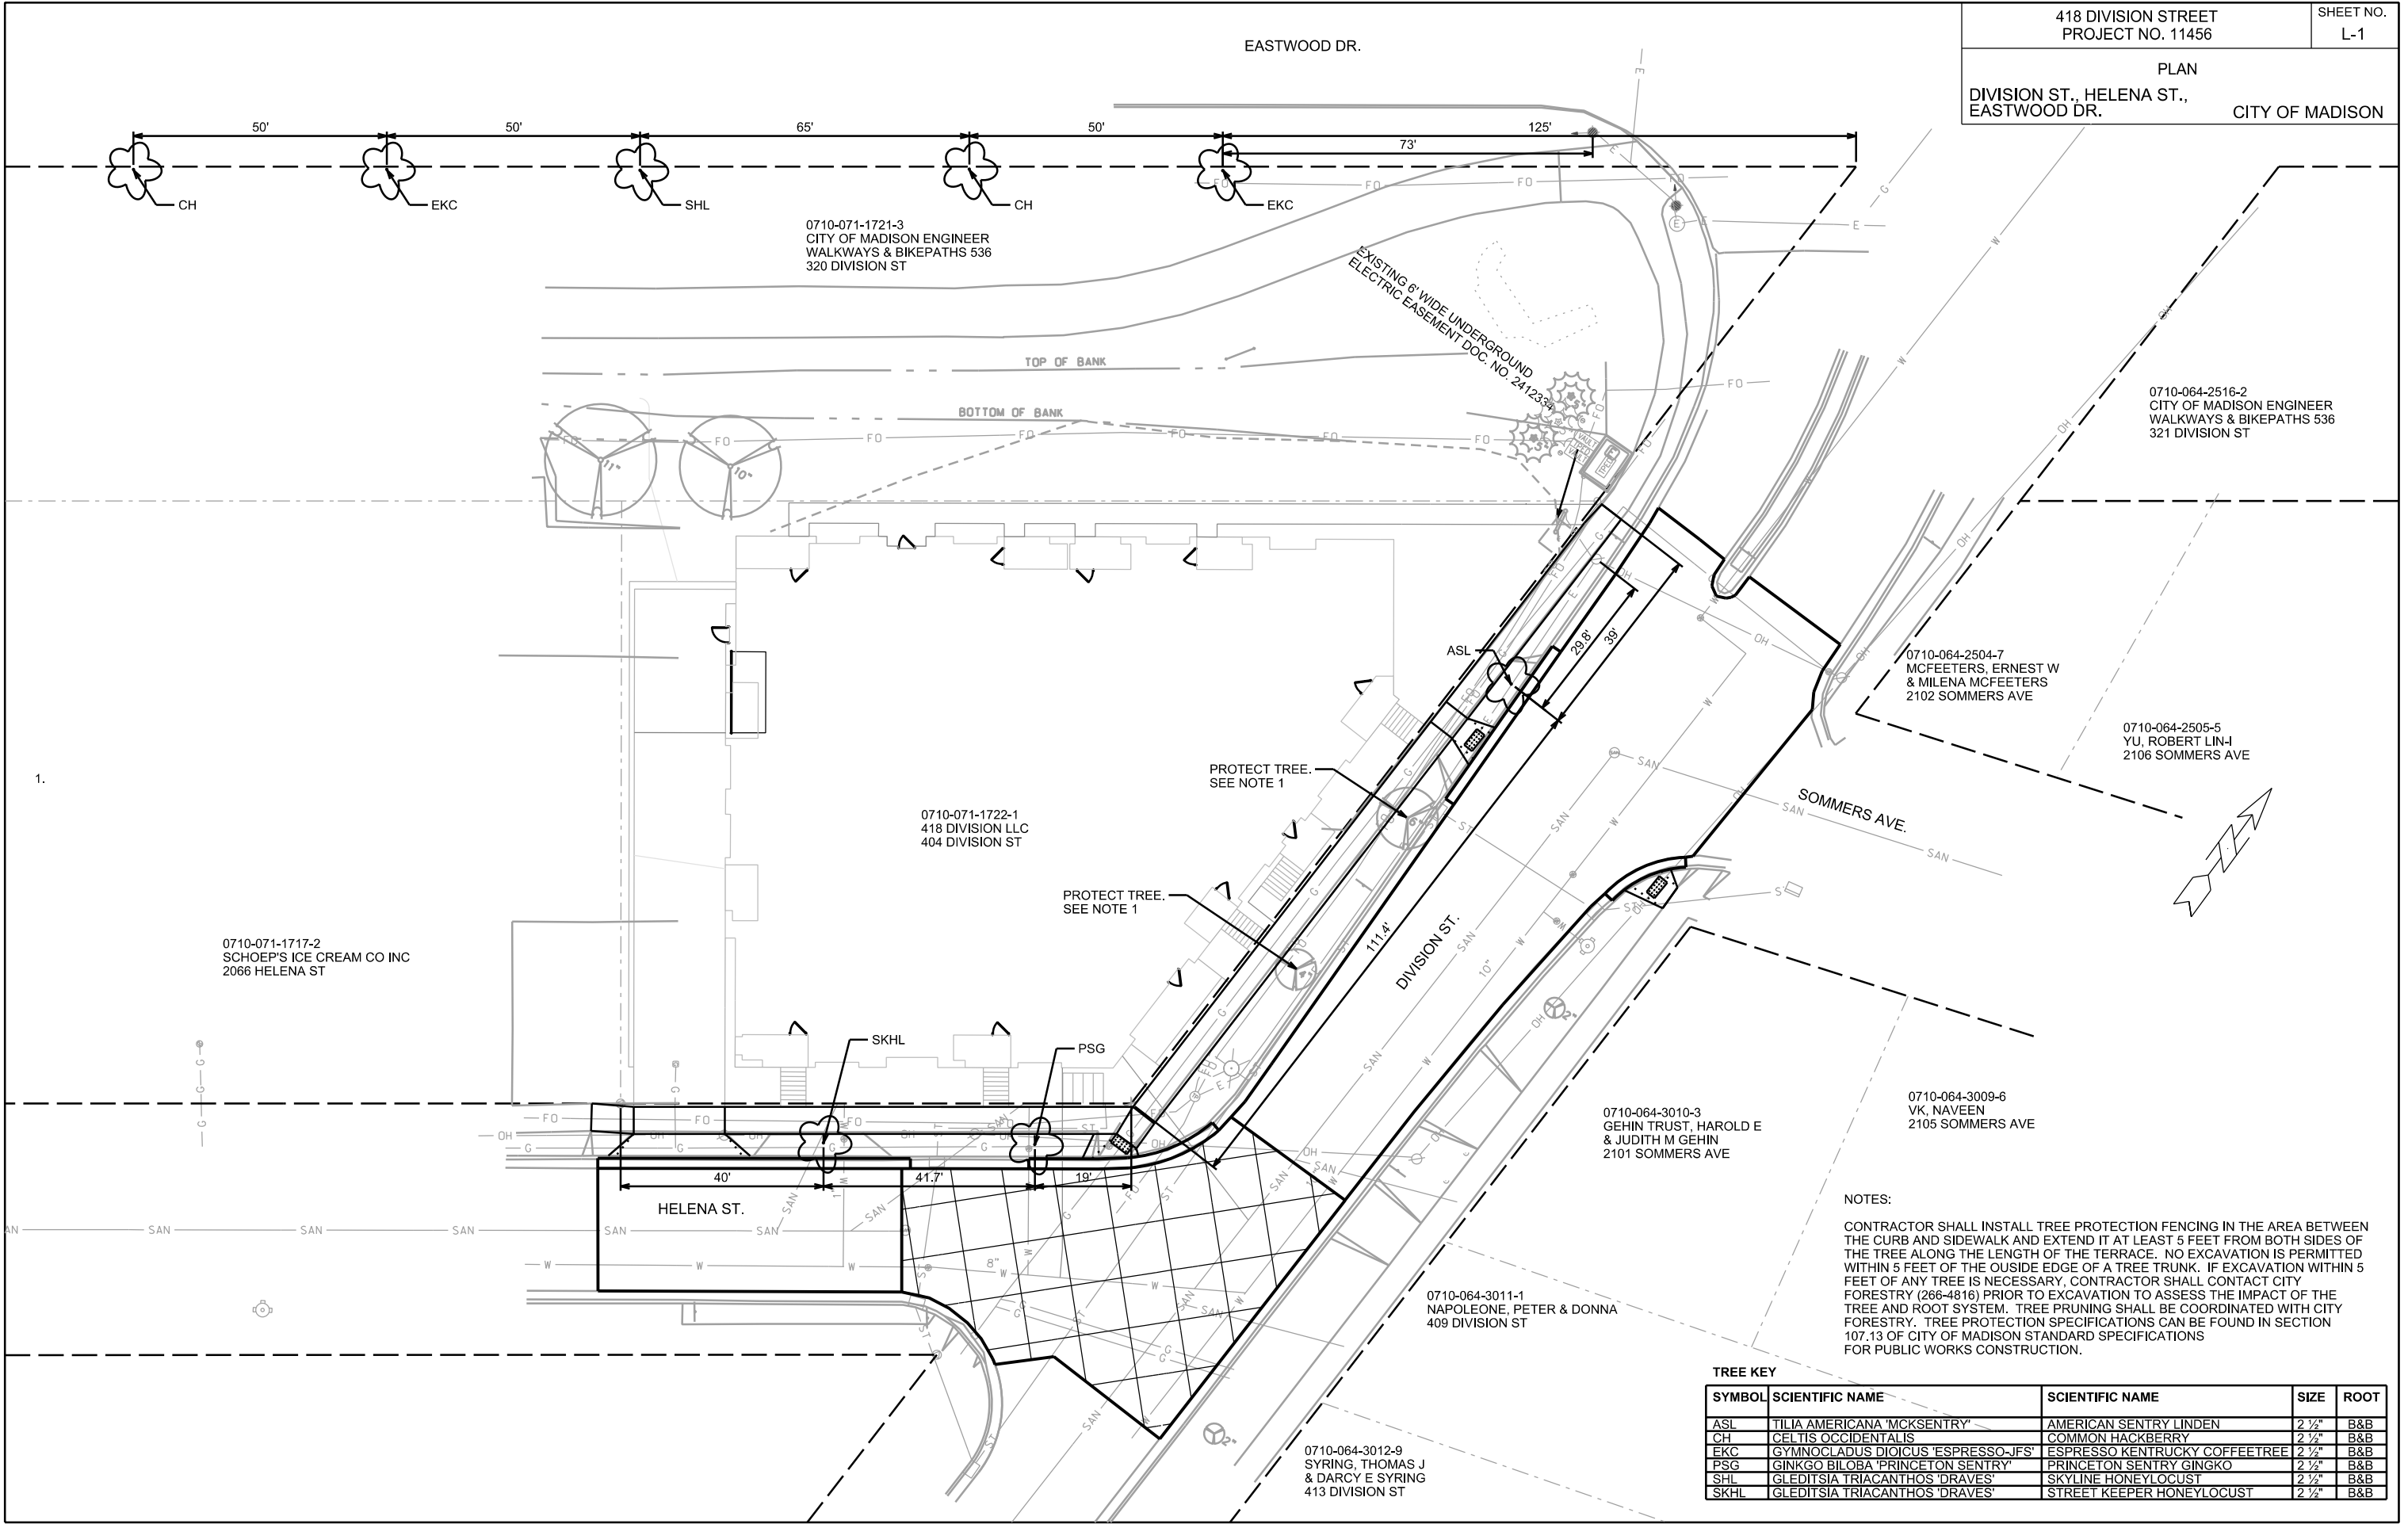 418 DIVISION STREET
PROJECT NO. 11456
SHEET NO.
L-1
PLAN
DIVISION ST., HELENA ST.,
EASTWOOD DR.
CITY OF MADISON
EASTWOOD DR.
50'
50'
65'
50'
125'
73'
CH
EKC
SHL
CH
EKC
0710-071-1721-3
CITY OF MADISON ENGINEER
WALKWAYS & BIKEPATHS 536
320 DIVISION ST
EXISTING 6' WIDE UNDERGROUND
ELECTRIC EASEMENT DOC. NO. 2412334
TOP OF BANK
BOTTOM OF BANK
11"
10"
0710-064-2516-2
CITY OF MADISON ENGINEER
WALKWAYS & BIKEPATHS 536
321 DIVISION ST
ASL
29.8'
39'
0710-064-2504-7
MCFEETERS, ERNEST W
& MILENA MCFEETERS
2102 SOMMERS AVE
0710-064-2505-5
YU, ROBERT LIN-I
2106 SOMMERS AVE
1.
PROTECT TREE.
SEE NOTE 1
SOMMERS AVE.
0710-071-1722-1
418 DIVISION LLC
404 DIVISION ST
PROTECT TREE.
SEE NOTE 1
111.4'
DIVISION ST.
10"
0710-071-1717-2
SCHOEP'S ICE CREAM CO INC
2066 HELENA ST
SKHL
PSG
2"
0710-064-3010-3
GEHIN TRUST, HAROLD E
& JUDITH M GEHIN
2101 SOMMERS AVE
0710-064-3009-6
VK, NAVEEN
2105 SOMMERS AVE
40'
41.7'
19'
HELENA ST.
8"
0710-064-3011-1
NAPOLEONE, PETER & DONNA
409 DIVISION ST
2"
0710-064-3012-9
SYRING, THOMAS J
& DARCY E SYRING
413 DIVISION ST
NOTES:
CONTRACTOR SHALL INSTALL TREE PROTECTION FENCING IN THE AREA BETWEEN
THE CURB AND SIDEWALK AND EXTEND IT AT LEAST 5 FEET FROM BOTH SIDES OF
THE TREE ALONG THE LENGTH OF THE TERRACE. NO EXCAVATION IS PERMITTED
WITHIN 5 FEET OF THE OUSIDE EDGE OF A TREE TRUNK. IF EXCAVATION WITHIN 5
FEET OF ANY TREE IS NECESSARY, CONTRACTOR SHALL CONTACT CITY
FORESTRY (266-4816) PRIOR TO EXCAVATION TO ASSESS THE IMPACT OF THE
TREE AND ROOT SYSTEM. TREE PRUNING SHALL BE COORDINATED WITH CITY
FORESTRY. TREE PROTECTION SPECIFICATIONS CAN BE FOUND IN SECTION
107.13 OF CITY OF MADISON STANDARD SPECIFICATIONS
FOR PUBLIC WORKS CONSTRUCTION.
TREE KEY
SYMBOL SCIENTIFIC NAME SCIENTIFIC NAME SIZE ROOT
ASL TILIA AMERICANA 'MCKSENTRY' AMERICAN SENTRY LINDEN 2 ½" B&B
CH CELTIS OCCIDENTALIS COMMON HACKBERRY 2 ½" B&B
EKC GYMNOCLADUS DIOICUS 'ESPRESSO-JFS' ESPRESSO KENTRUCKY COFFEETREE 2 ½" B&B
PSG GINKGO BILOBA 'PRINCETON SENTRY' PRINCETON SENTRY GINGKO 2 ½" B&B
SHL GLEDITSIA TRIACANTHOS 'DRAVES' SKYLINE HONEYLOCUST 2 ½" B&B
SKHL GLEDITSIA TRIACANTHOS 'DRAVES' STREET KEEPER HONEYLOCUST 2 ½" B&B